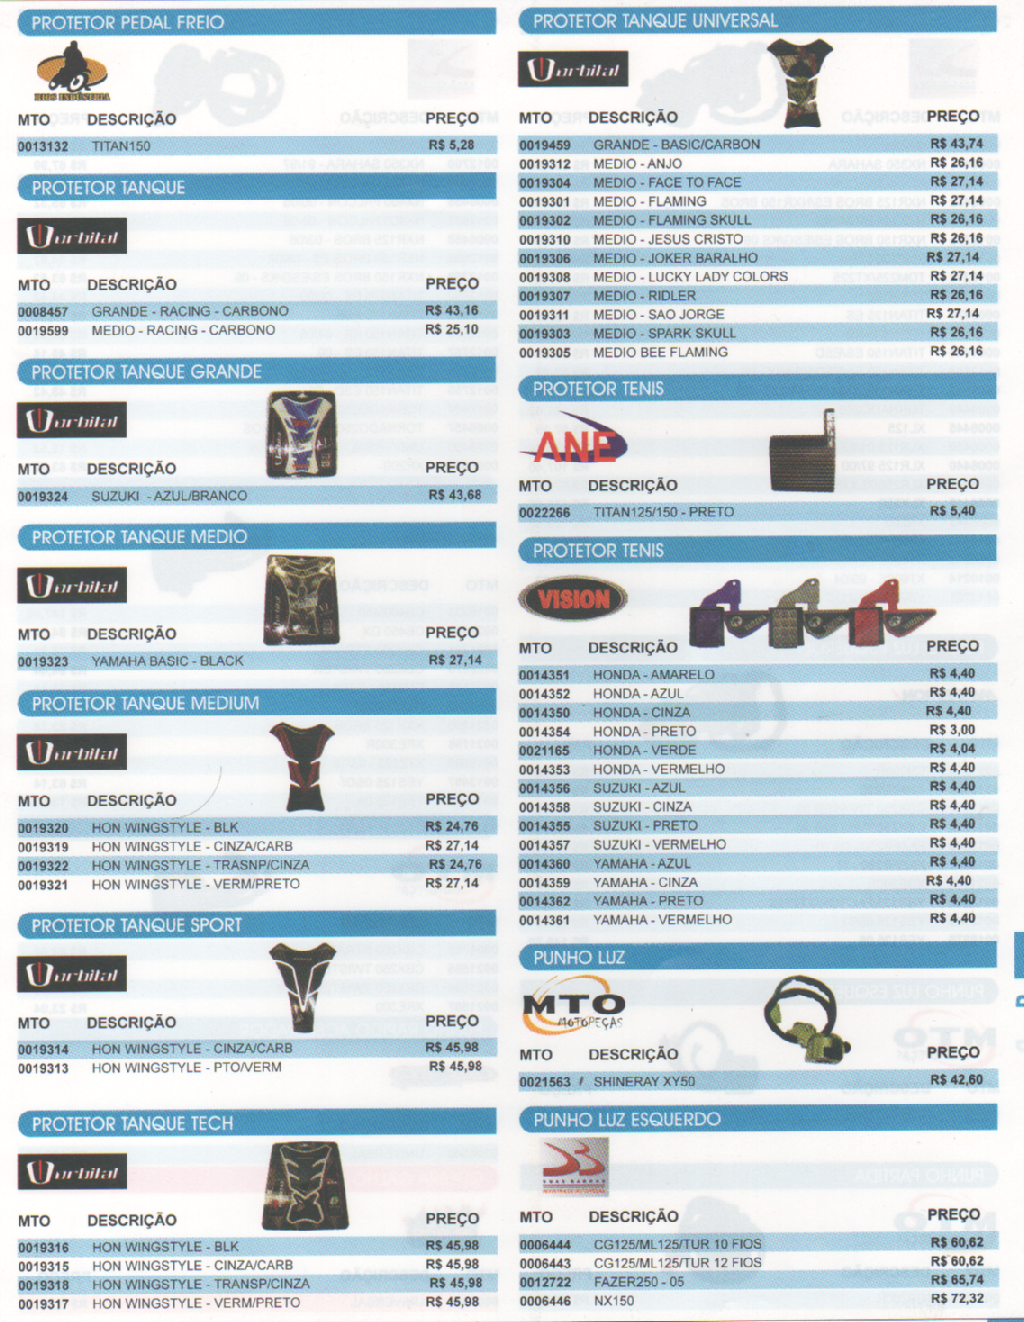 PROTETOR PEDAL FREIO
MTO DESCRIÇÃO PREÇO
0013132 TITAN150 R$ 5,28
PROTETOR TANQUE
orbital
MTO DESCRIÇÃO PREÇO
0008457 GRANDE - RACING - CARBONO R$ 43,16
0019599 MEDIO - RACING - CARBONO R$ 25,10
PROTETOR TANQUE GRANDE
orbital
MTO DESCRIÇÃO PREÇO
0019324 SUZUKI - AZUL/BRANCO R$ 43,68
PROTETOR TANQUE MEDIO
orbital
MTO DESCRIÇÃO PREÇO
0019323 YAMAHA BASIC - BLACK R$ 27,14
PROTETOR TANQUE MEDIUM
orbital
MTO DESCRIÇÃO PREÇO
0019320 HON WINGSTYLE - BLK R$ 24,76
0019319 HON WINGSTYLE - CINZA/CARB R$ 27,14
0019322 HON WINGSTYLE - TRASNP/CINZA R$ 24,76
0019321 HON WINGSTYLE - VERM/PRETO R$ 27,14
PROTETOR TANQUE SPORT
orbital
MTO DESCRIÇÃO PREÇO
0019314 HON WINGSTYLE - CINZA/CARB R$ 45,98
0019313 HON WINGSTYLE - PTO/VERM R$ 45,98
PROTETOR TANQUE TECH
orbital
MTO DESCRIÇÃO PREÇO
0019316 HON WINGSTYLE - BLK R$ 45,98
0019315 HON WINGSTYLE - CINZA/CARB R$ 45,98
0019318 HON WINGSTYLE - TRANSP/CINZA R$ 45,98
0019317 HON WINGSTYLE - VERM/PRETO R$ 45,98
PROTETOR TANQUE UNIVERSAL
orbital
MTO DESCRIÇÃO PREÇO
0019459 GRANDE - BASIC/CARBON R$ 43,74
0019312 MEDIO - ANJO R$ 26,16
0019304 MEDIO - FACE TO FACE R$ 27,14
0019301 MEDIO - FLAMING R$ 27,14
0019302 MEDIO - FLAMING SKULL R$ 26,16
0019310 MEDIO - JESUS CRISTO R$ 26,16
0019306 MEDIO - JOKER BARALHO R$ 27,14
0019308 MEDIO - LUCKY LADY COLORS R$ 27,14
0019307 MEDIO - RIDLER R$ 26,16
0019311 MEDIO - SAO JORGE R$ 27,14
0019303 MEDIO - SPARK SKULL R$ 26,16
0019305 MEDIO BEE FLAMING R$ 26,16
PROTETOR TENIS
ANE
MTO DESCRIÇÃO PREÇO
0022266 TITAN125/150 - PRETO R$ 5,40
PROTETOR TENIS
VISION
MTO DESCRIÇÃO PREÇO
0014351 HONDA - AMARELO R$ 4,40
0014352 HONDA - AZUL R$ 4,40
0014350 HONDA - CINZA R$ 4,40
0014354 HONDA - PRETO R$ 3,00
0021165 HONDA - VERDE R$ 4,04
0014353 HONDA - VERMELHO R$ 4,40
0014356 SUZUKI - AZUL R$ 4,40
0014358 SUZUKI - CINZA R$ 4,40
0014355 SUZUKI - PRETO R$ 4,40
0014357 SUZUKI - VERMELHO R$ 4,40
0014360 YAMAHA - AZUL R$ 4,40
0014359 YAMAHA - CINZA R$ 4,40
0014362 YAMAHA - PRETO R$ 4,40
0014361 YAMAHA - VERMELHO R$ 4,40
PUNHO LUZ
MTO
MOTOPEÇAS
MTO DESCRIÇÃO PREÇO
0021563 SHINERAY XY50 R$ 42,60
PUNHO LUZ ESQUERDO
MTO DESCRIÇÃO PREÇO
0006444 CG125/ML125/TUR 10 FIOS R$ 60,62
0006443 CG125/ML125/TUR 12 FIOS R$ 60,62
0012722 FAZER250 - 05 R$ 65,74
0006446 NX150 R$ 72,32